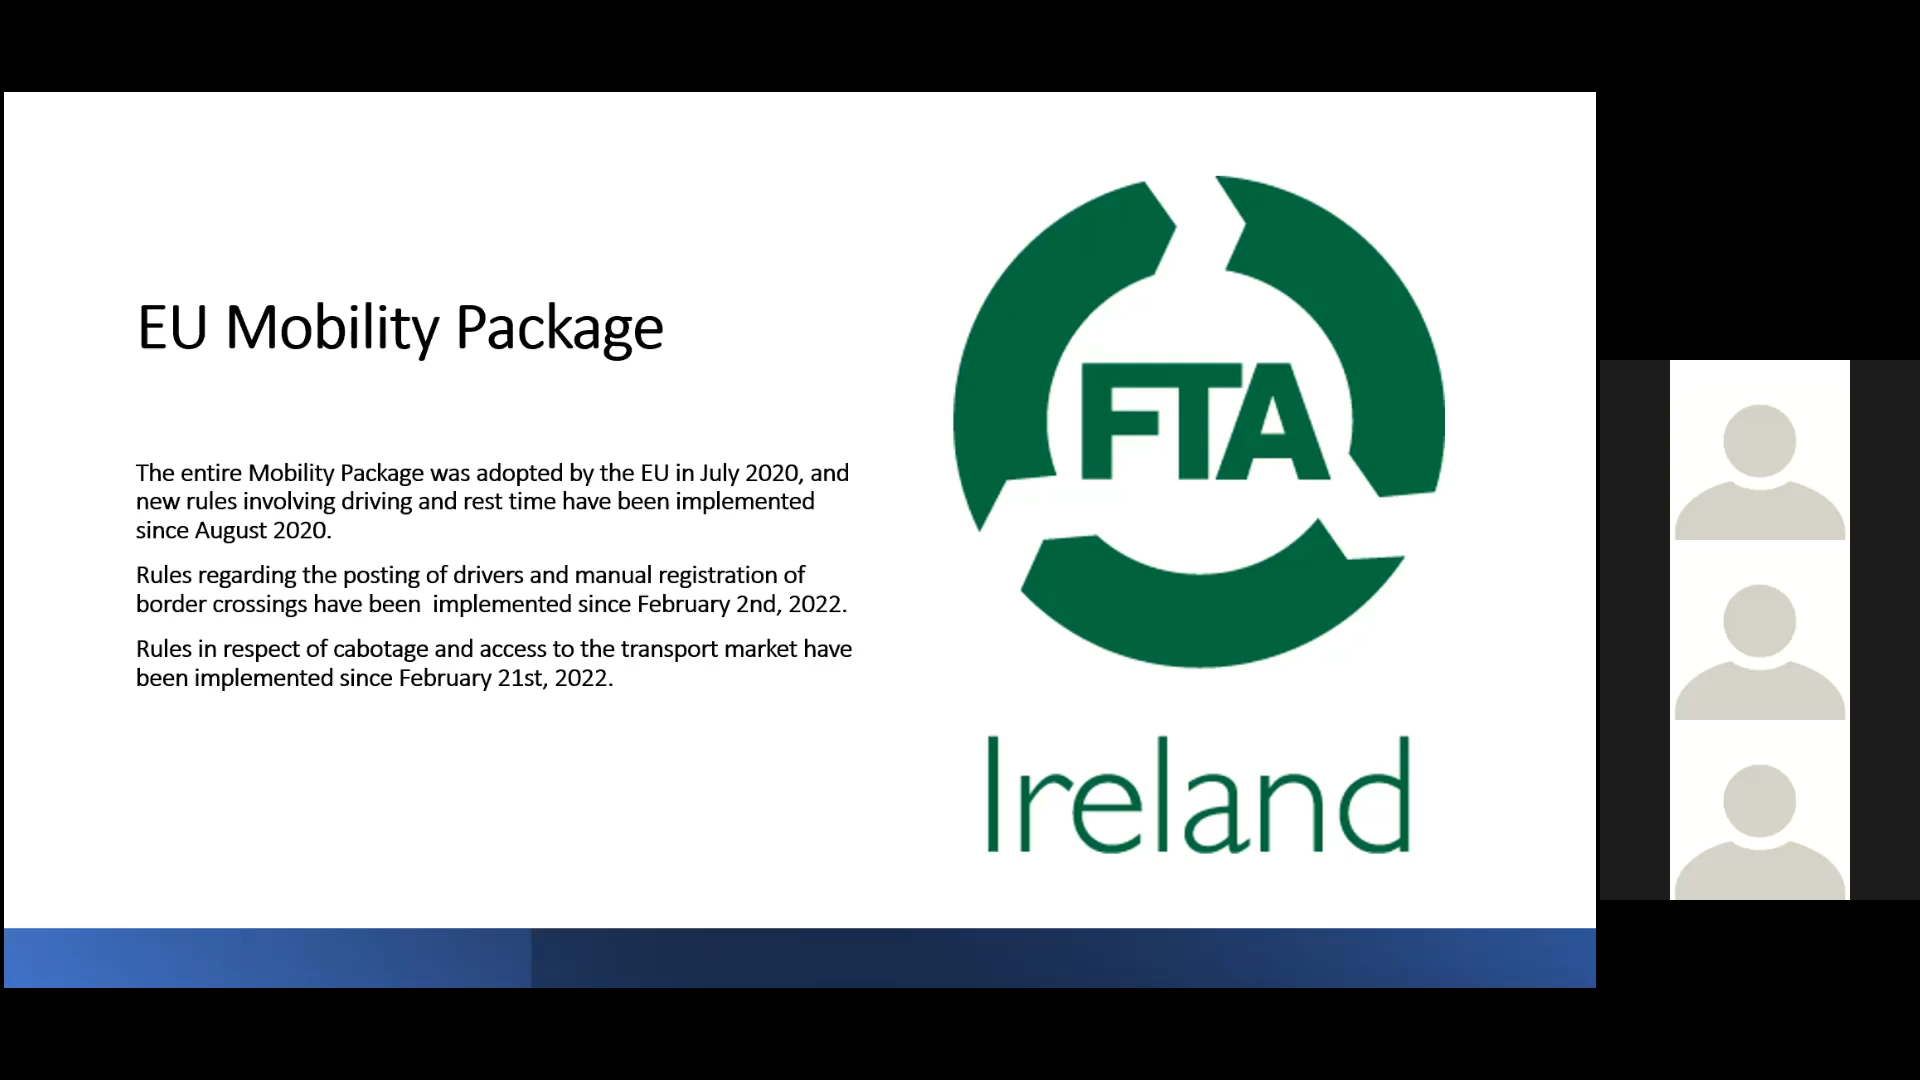 EU Mobility Package
The entire Mobility Package was adopted by the EU in July 2020, and
new rules involving driving and rest time have been implemented
since August 2020.
Rules regarding the posting of drivers and manual registration of
border crossings have been  implemented since February 2nd, 2022.
Rules in respect of cabotage and access to the transport market have
been implemented since February 21st, 2022.
FTA
Ireland